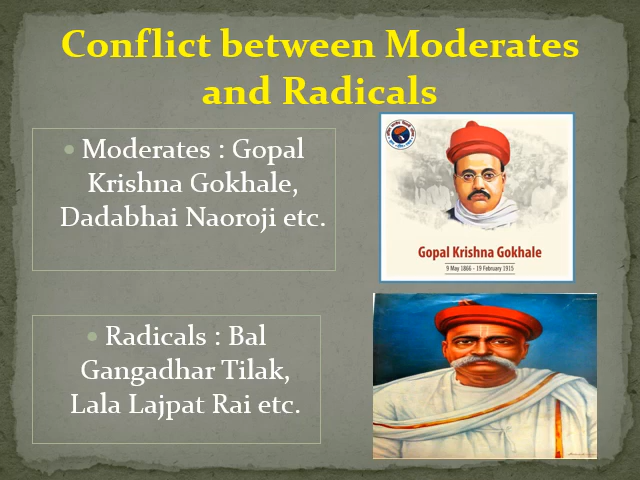 Conflict between Moderates
and Radicals
Moderates : Gopal
Krishna Gokhale,
Dadabhai Naoroji etc.
Gopal Krishna Gokhale
9 May 1866 - 19 February 1915
Radicals : Bal
Gangadhar Tilak,
Lala Lajpat Rai etc.